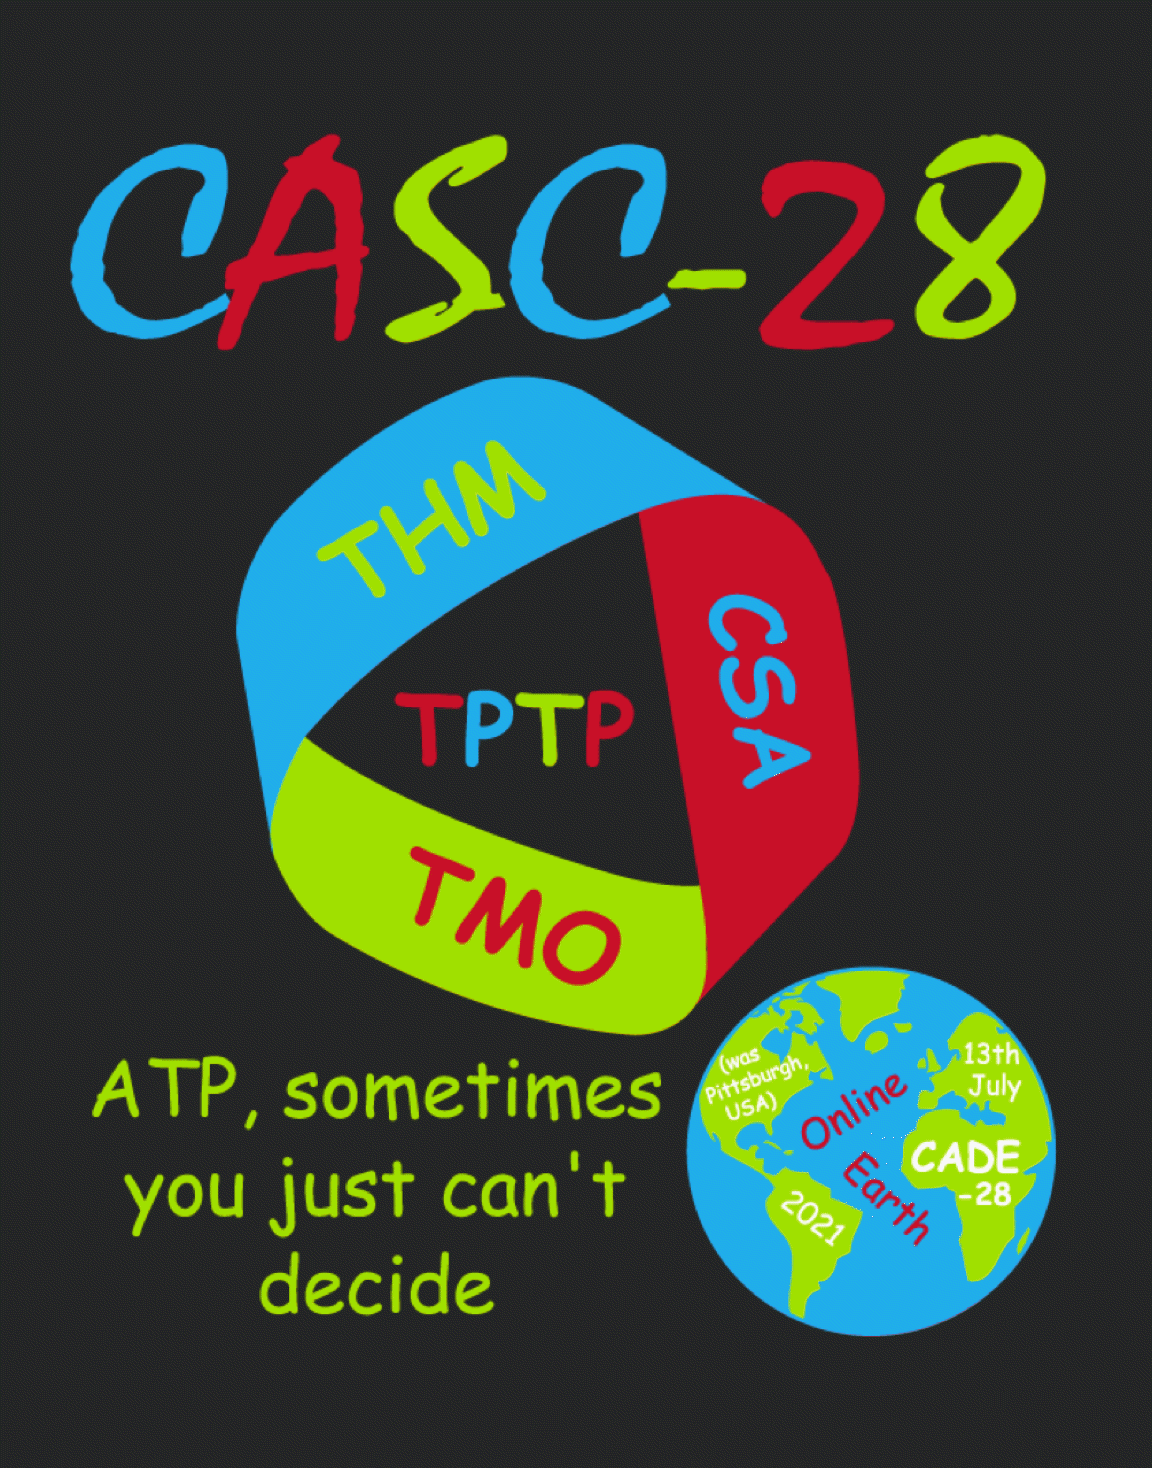 CASC-28
THM
CSA
TPTP
TMO
ATP, sometimes
you just can't
decide
(was
Pittsburgh,
USA)
13th
July
Online
Earth
CADE
-28
2021